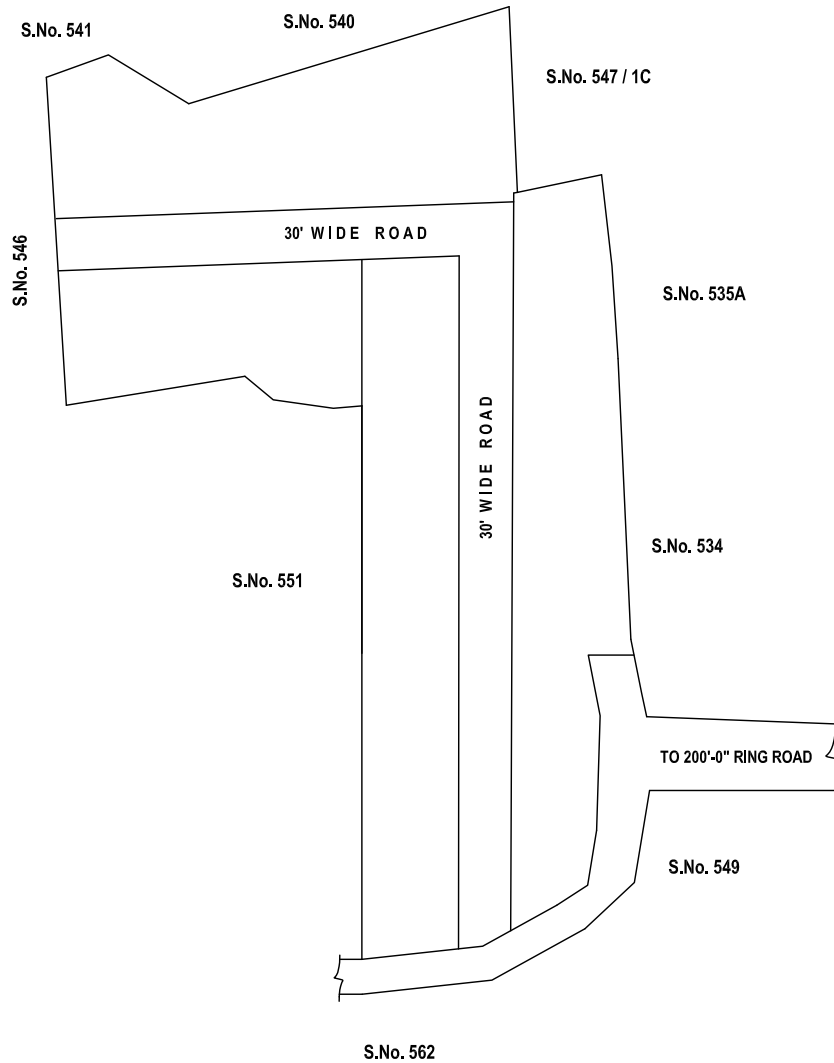 S.No. 541
S.No. 540
S.No. 547 / 1C
30' WIDE ROAD
S.No. 546
S.No. 535A
30' WIDE ROAD
S.No. 534
S.No. 551
TO 200'-0" RING ROAD
S.No. 549
S.No. 562